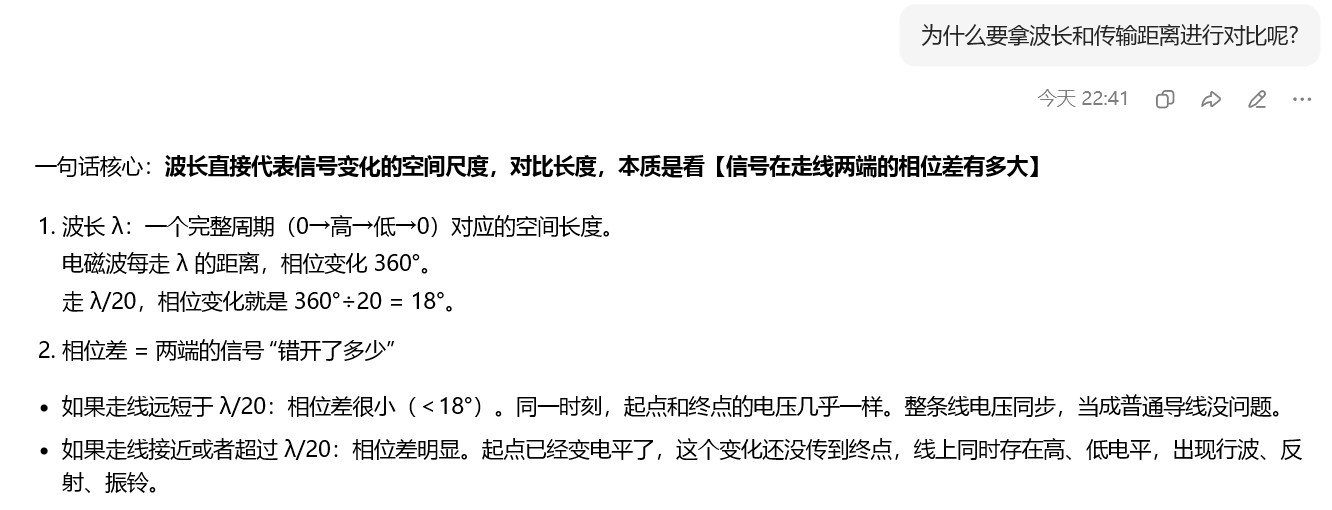 为什么要拿波长和传输距离进行对比呢?
今天 22:41
一句话核心：波长直接代表信号变化的空间尺度，对比长度，本质是看【信号在走线两端的相位差有多大】
1. 波长 λ：一个完整周期（0→高→低→0）对应的空间长度。
电磁波每走 λ 的距离，相位变化 360°。
走 λ/20，相位变化就是 360°÷20 = 18°。
2. 相位差 = 两端的信号 “错开了多少”
• 如果走线远短于 λ/20：相位差很小（ < 18°）。同一时刻，起点和终点的电压几乎一样。整条线电压同步，当成普通导线没问题。
• 如果走线接近或者超过 λ/20：相位差明显。起点已经变电平了，这个变化还没传到终点，线上同时存在高、低电平，出现行波、反
射、振铃。